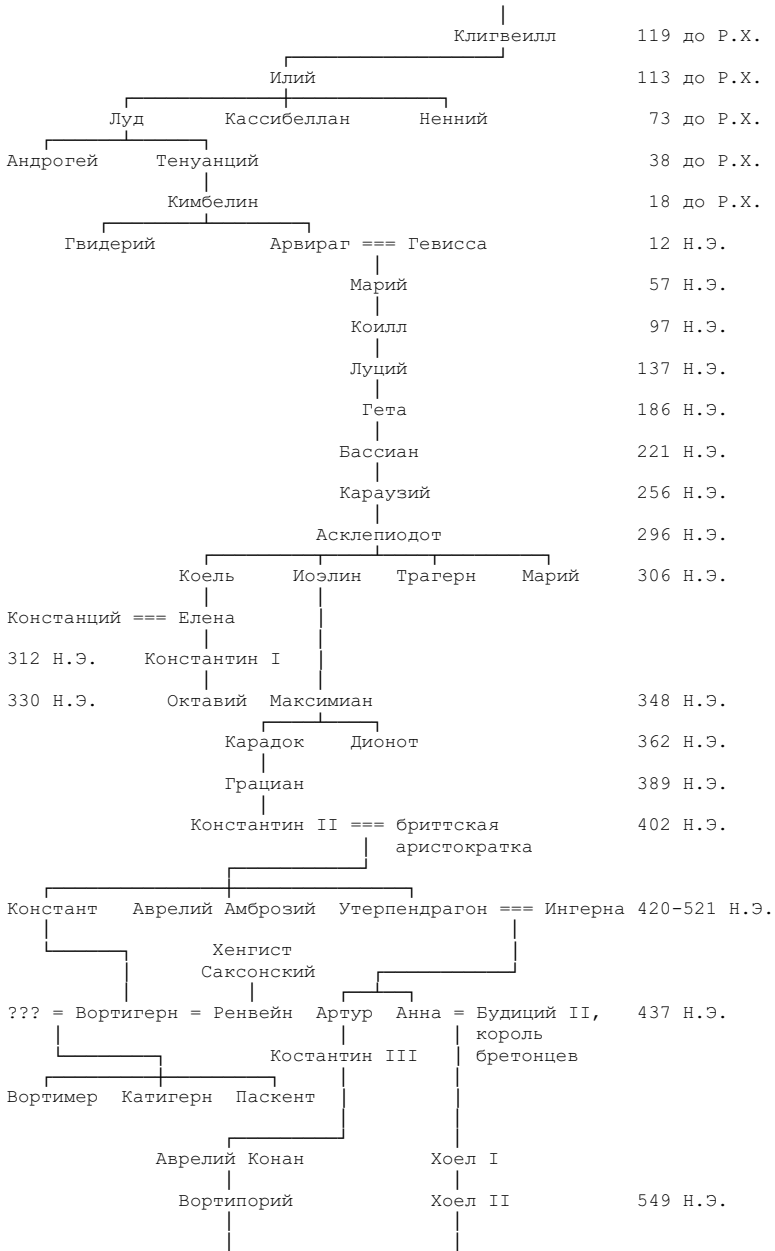 Клигвеилл 119 до Р.Х.
Илий 113 до Р.Х.
Луд Кассибеллан Ненний 73 до Р.Х.
Андрогей Тенуанций 38 до Р.Х.
Кимбелин 18 до Р.Х.
Гвидерий Арвираг === Гевисса 12 Н.Э.
Марий 57 Н.Э.
Коилл 97 Н.Э.
Луций 137 Н.Э.
Гета 186 Н.Э.
Бассиан 221 Н.Э.
Караузий 256 Н.Э.
Асклепиодот 296 Н.Э.
Коель Иоэлин Трагерн Марий 306 Н.Э.
Констанций === Елена
312 Н.Э. Константин I
330 Н.Э. Октавий Максимиан 348 Н.Э.
Карадок Дионот 362 Н.Э.
Грациан 389 Н.Э.
Константин II === бриттская 402 Н.Э.
аристократка
Констант Аврелий Амброзий Утерпендрагон === Ингерна 420-521 Н.Э.
Хенгист
Саксонский
??? = Вортигерн = Ренвейн Артур Анна = Будиций II, 437 Н.Э.
король
Костантин III бретонцев
Вортимер Катигерн Паскент
Аврелий Конан Хоел I
Вортипорий Хоел II 549 Н.Э.